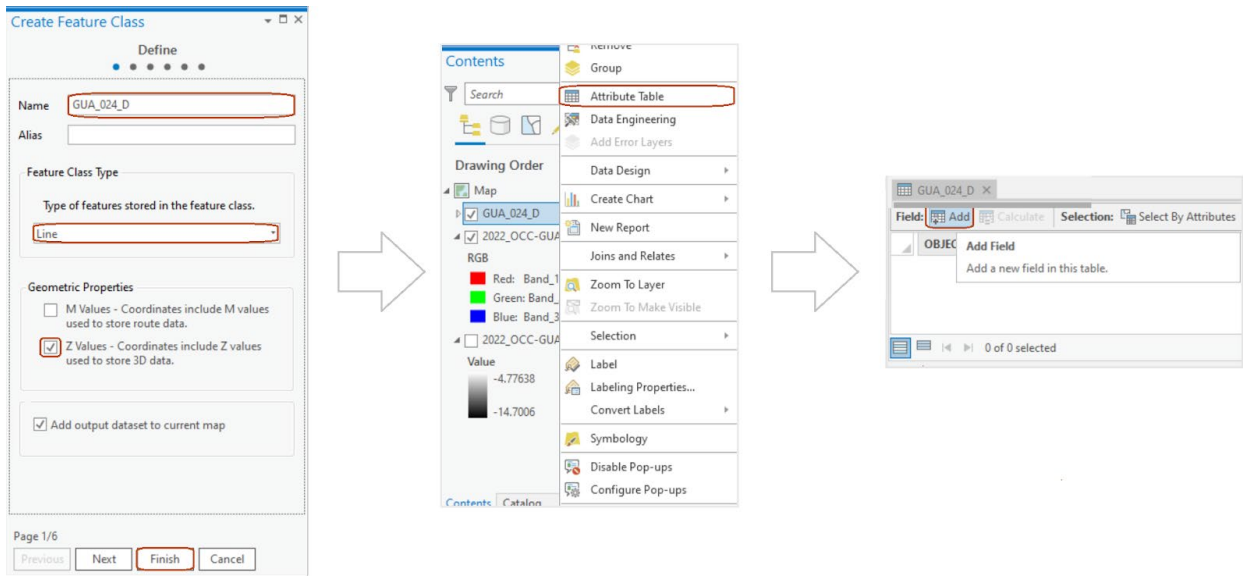 Create Feature Class
Define
Name GUA_024_D
Alias
Feature Class Type
Type of features stored in the feature class.
Line
Geometric Properties
M Values - Coordinates include M values
used to store route data.
Z Values - Coordinates include Z values
used to store 3D data.
Add output dataset to current map
Page 1/6
Previous Next Finish Cancel
Contents
Search
Drawing Order
Map
GUA_024_D
2022_OCC-GUA
RGB
Red: Band_1
Green: Band_
Blue: Band_3
2022_OCC-GUA
Value
-4.77638
-14.7006
Contents Catalog
Remove
Group
Attribute Table
Data Engineering
Add Error Layers
Data Design
Create Chart
New Report
Joins and Relates
Zoom To Layer
Zoom To Make Visible
Selection
Label
Labeling Properties...
Convert Labels
Symbology
Disable Pop-ups
Configure Pop-ups
GUA_024_D
Field: Add Calculate Selection: Select By Attributes
OBJEC
Add Field
Add a new field in this table.
0 of 0 selected